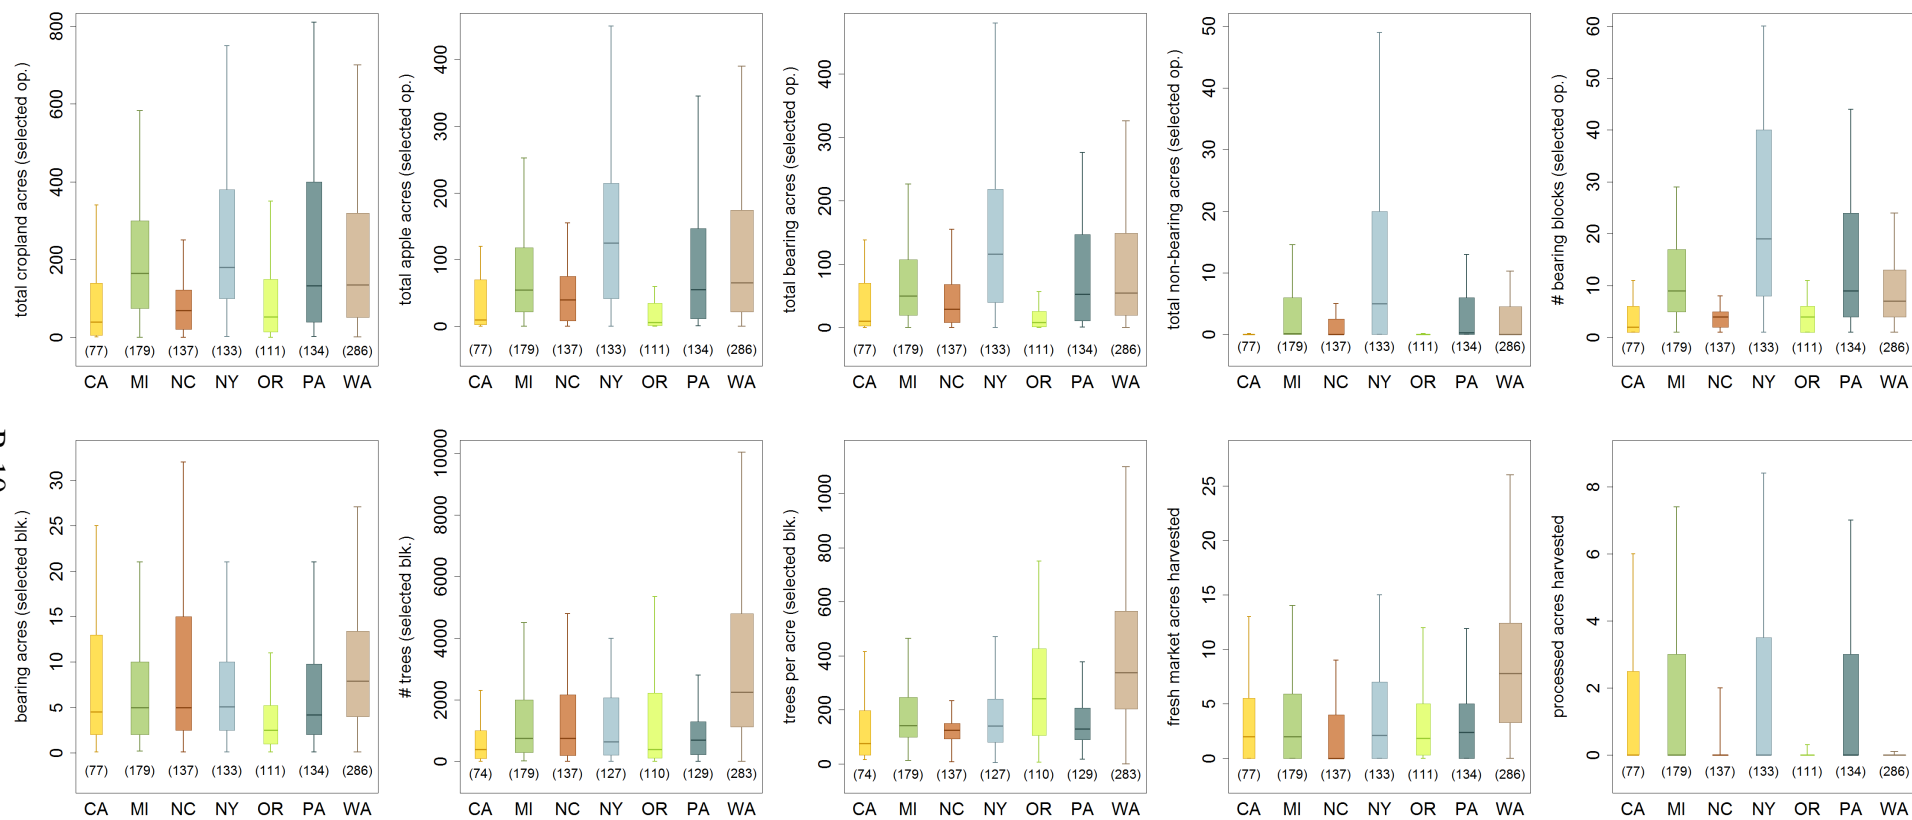 total cropland acres (selected op.)
0 200 400 600 800
(77) (179) (137) (133) (111) (134) (286)
CA MI NC NY OR PA WA
total apple acres (selected op.)
0 100 200 300 400
(77) (179) (137) (133) (111) (134) (286)
CA MI NC NY OR PA WA
total bearing acres (selected op.)
0 100 200 300 400
(77) (179) (137) (133) (111) (134) (286)
CA MI NC NY OR PA WA
total non-bearing acres (selected op.)
0 10 20 30 40 50
(77) (179) (137) (133) (111) (134) (286)
CA MI NC NY OR PA WA
# bearing blocks (selected op.)
0 10 20 30 40 50 60
(77) (179) (137) (133) (111) (134) (286)
CA MI NC NY OR PA WA
bearing acres (selected blk.)
0 5 10 15 20 25 30
(77) (179) (137) (133) (111) (134) (286)
CA MI NC NY OR PA WA
# trees (selected blk.)
0 2000 4000 6000 8000 10000
(74) (179) (137) (127) (110) (129) (283)
CA MI NC NY OR PA WA
trees per acre (selected blk.)
0 200 400 600 800 1000
(74) (179) (137) (127) (110) (129) (283)
CA MI NC NY OR PA WA
fresh market acres harvested
0 5 10 15 20 25
(77) (179) (137) (133) (111) (134) (286)
CA MI NC NY OR PA WA
processed acres harvested
0 2 4 6 8
(77) (179) (137) (133) (111) (134) (286)
CA MI NC NY OR PA WA